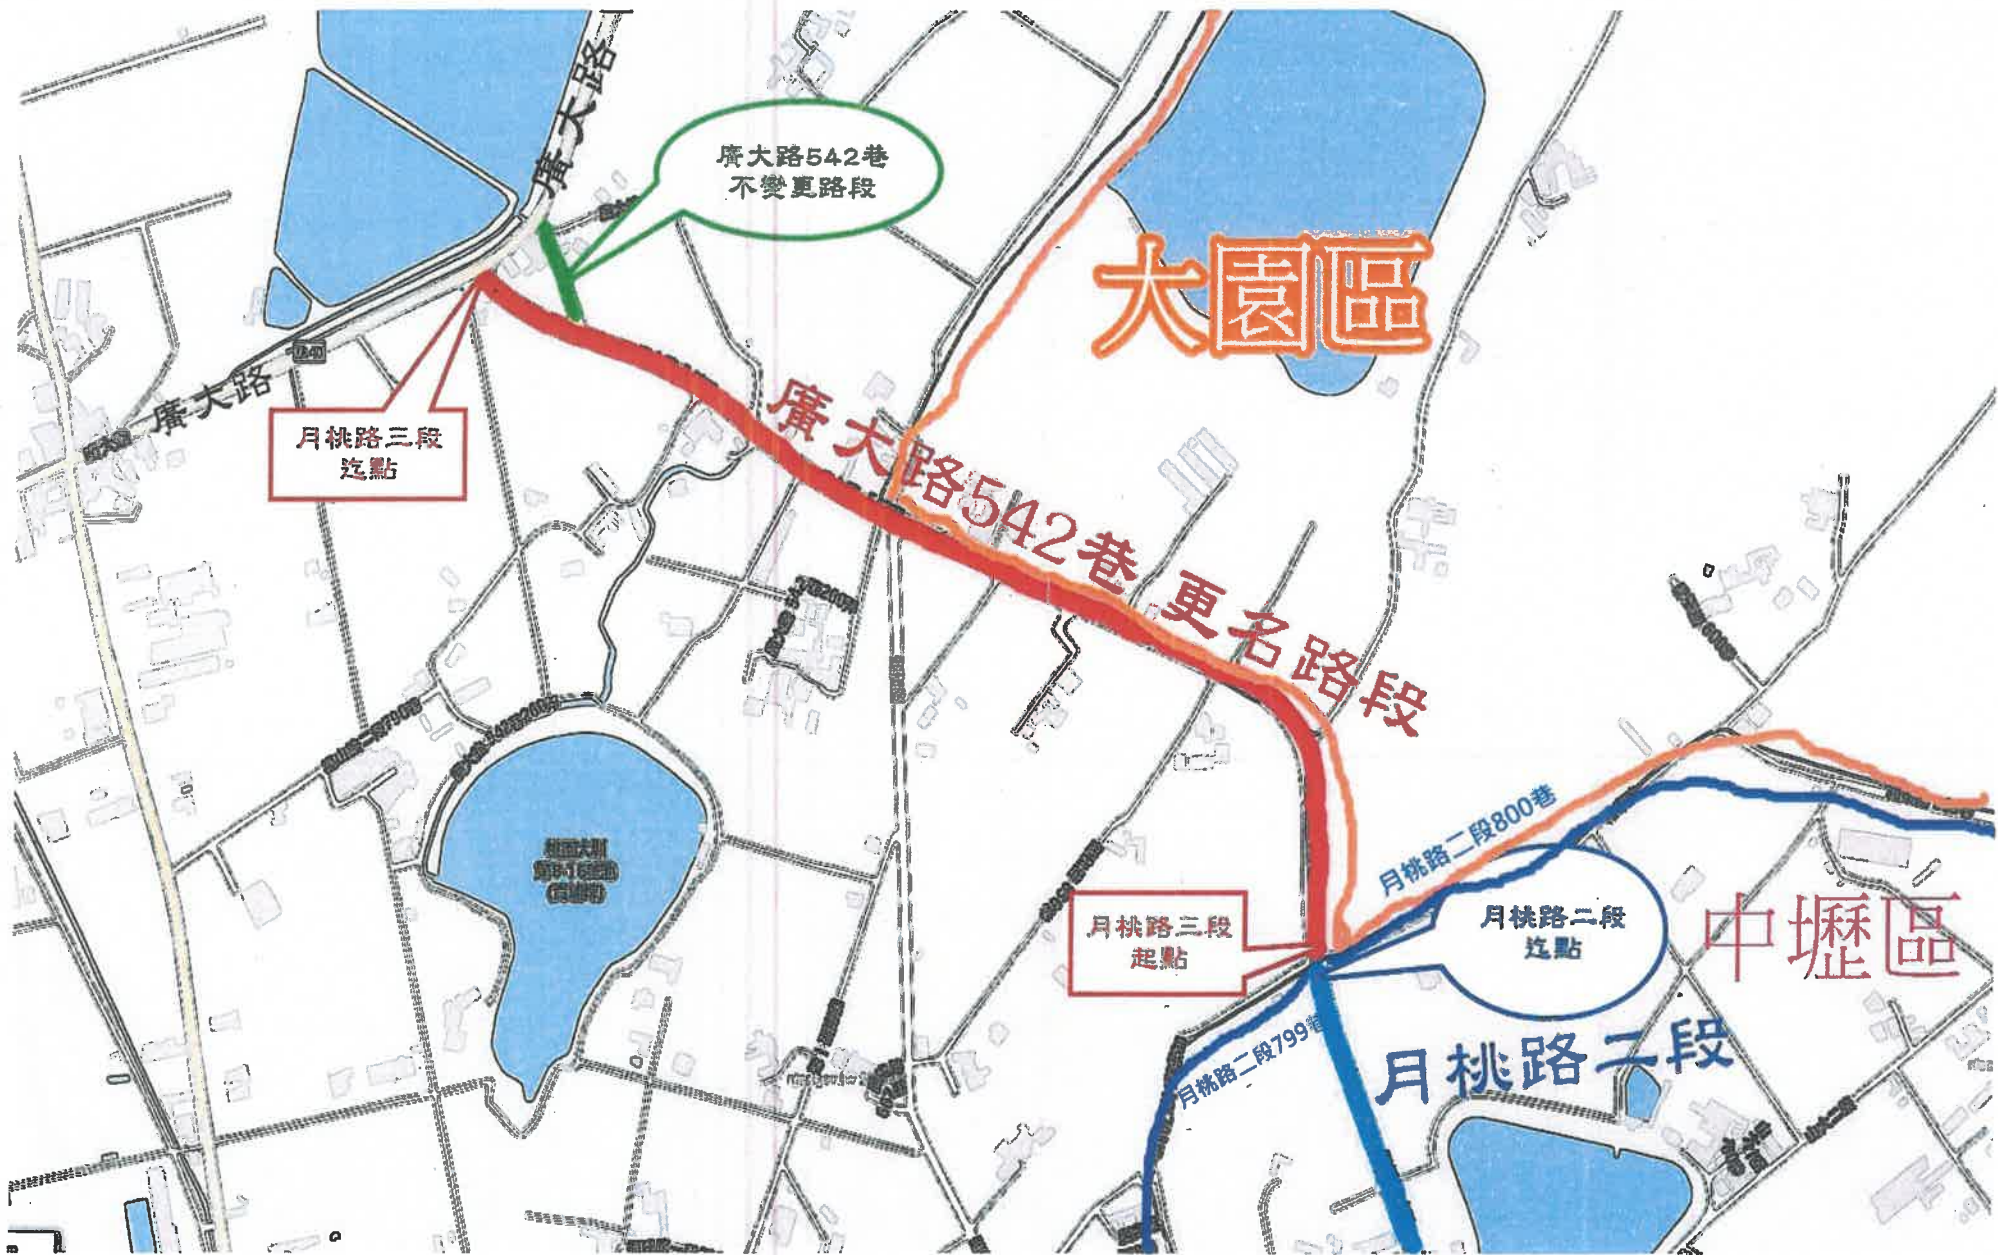 廣大路
廣大路542巷
不變更路段
大園區
廣大路
月桃路三段
迄點
廣大路542巷 更名路段
月桃路二段800巷
月桃路三段
起點
月桃路二段
迄點
中壢區
月桃路二段799巷
月桃路二段